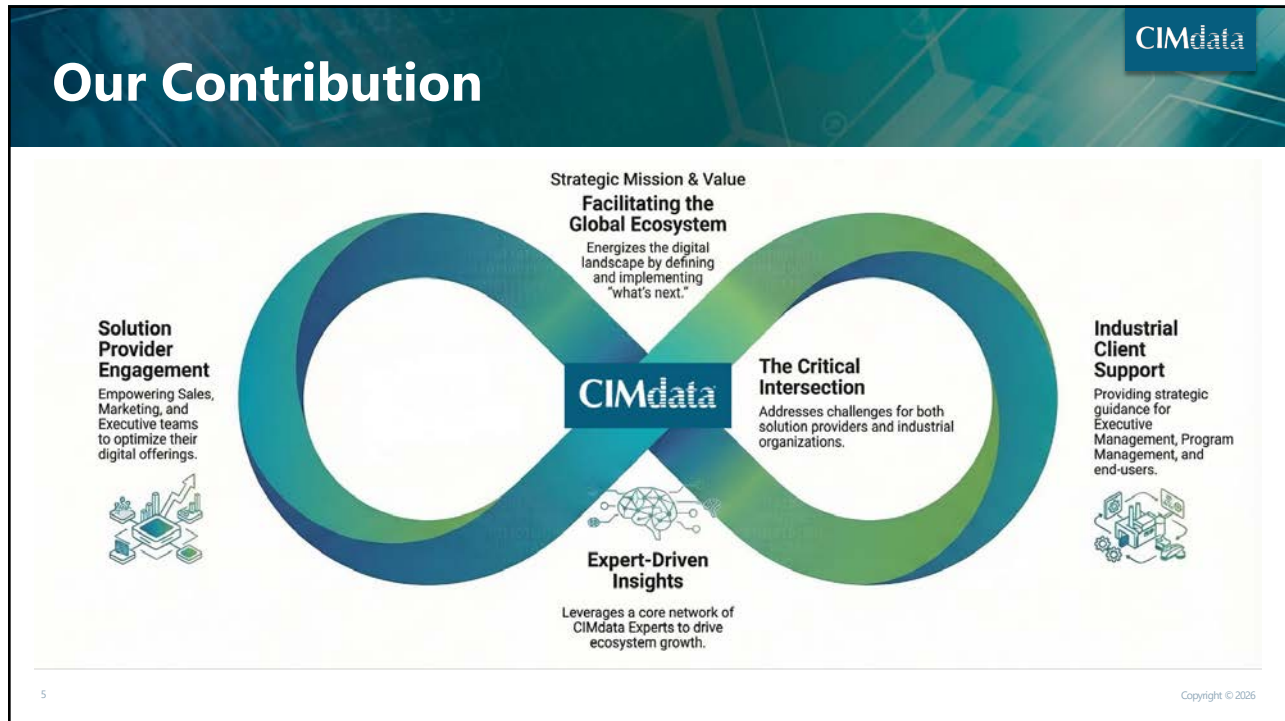 CIMdata
Our Contribution
Strategic Mission & Value
Facilitating the
Global Ecosystem
Energizes the digital
landscape by defining
and implementing
"what's next."
Solution
Provider
Engagement
Empowering Sales,
Marketing, and
Executive teams
to optimize their
digital offerings.
CIMdata
The Critical
Intersection
Addresses challenges for both
solution providers and industrial
organizations.
Industrial
Client
Support
Providing strategic
guidance for
Executive
Management, Program
Management, and
end-users.
Expert-Driven
Insights
Leverages a core network of
CIMdata Experts to drive
ecosystem growth.
5
Copyright © 2026